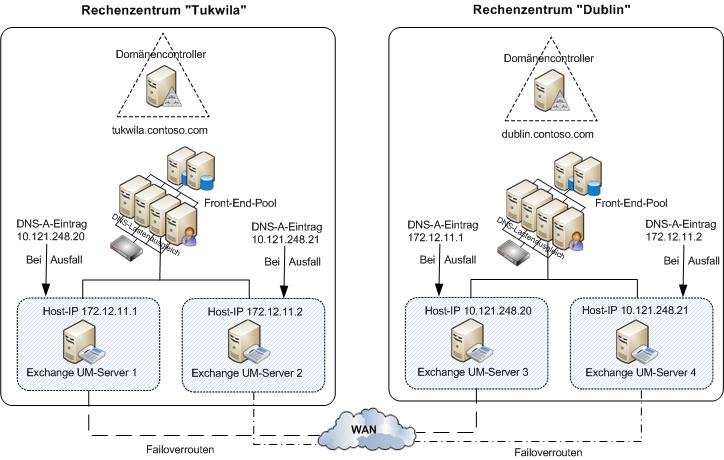 Rechenzentrum "Tukwila"
Domänencontroller
tukwila.contoso.com
Front-End-Pool
DNS-Lastenausgleich
DNS-A-Eintrag
10.121.248.20
Bei Ausfall
DNS-A-Eintrag
10.121.248.21
Bei Ausfall
Host-IP 172.12.11.1
Exchange UM-Server 1
Host-IP 172.12.11.2
Exchange UM-Server 2
Rechenzentrum "Dublin"
Domänencontroller
dublin.contoso.com
Front-End-Pool
DNS-Lastenausgleich
DNS-A-Eintrag
172.12.11.1
Bei Ausfall
DNS-A-Eintrag
172.12.11.2
Bei Ausfall
Host-IP 10.121.248.20
Exchange UM-Server 3
Host-IP 10.121.248.21
Exchange UM-Server 4
WAN
Failoverrouten
Failoverrouten